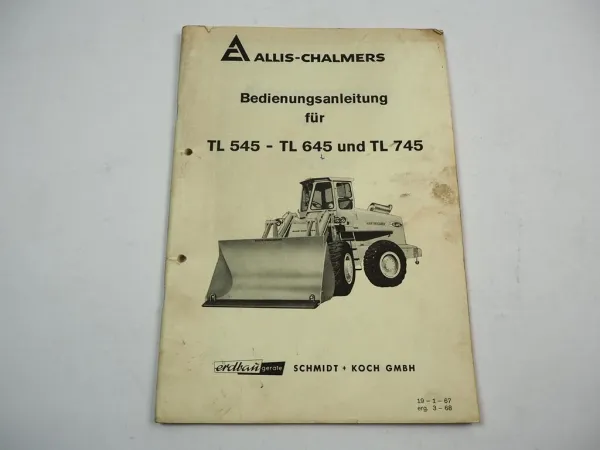 ALLIS-CHALMERS
Bedienungsanleitung
für
TL 545 - TL 645 und TL 745
erdbau geräte SCHMIDT + KOCH GMBH
19 - 1 - 67
erg. 3 - 68